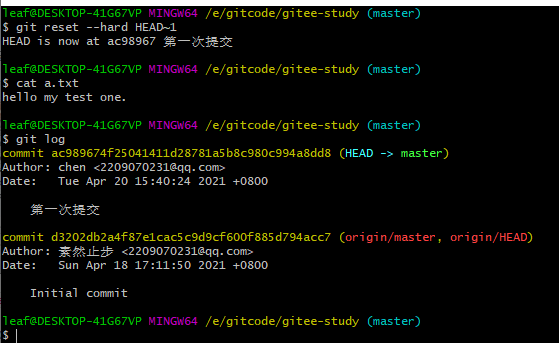 leaf@DESKTOP-41G67VP MINGW64 /e/gitcode/gitee-study (master)
$ git reset --hard HEAD~1
HEAD is now at ac98967 第一次提交
leaf@DESKTOP-41G67VP MINGW64 /e/gitcode/gitee-study (master)
$ cat a.txt
hello my test one.
leaf@DESKTOP-41G67VP MINGW64 /e/gitcode/gitee-study (master)
$ git log
commit ac989674f25041411d28781a5b8c980c994a8dd8 (HEAD -> master)
Author: chen <2209070231@qq.com>
Date:   Tue Apr 20 15:40:24 2021 +0800
    第一次提交
commit d3202db2a4f87e1cac5c9d9cf600f885d794acc7 (origin/master, origin/HEAD)
Author:素然止步 <2209070231@qq.com>
Date:   Sun Apr 18 17:11:50 2021 +0800
    Initial commit
leaf@DESKTOP-41G67VP MINGW64 /e/gitcode/gitee-study (master)
$